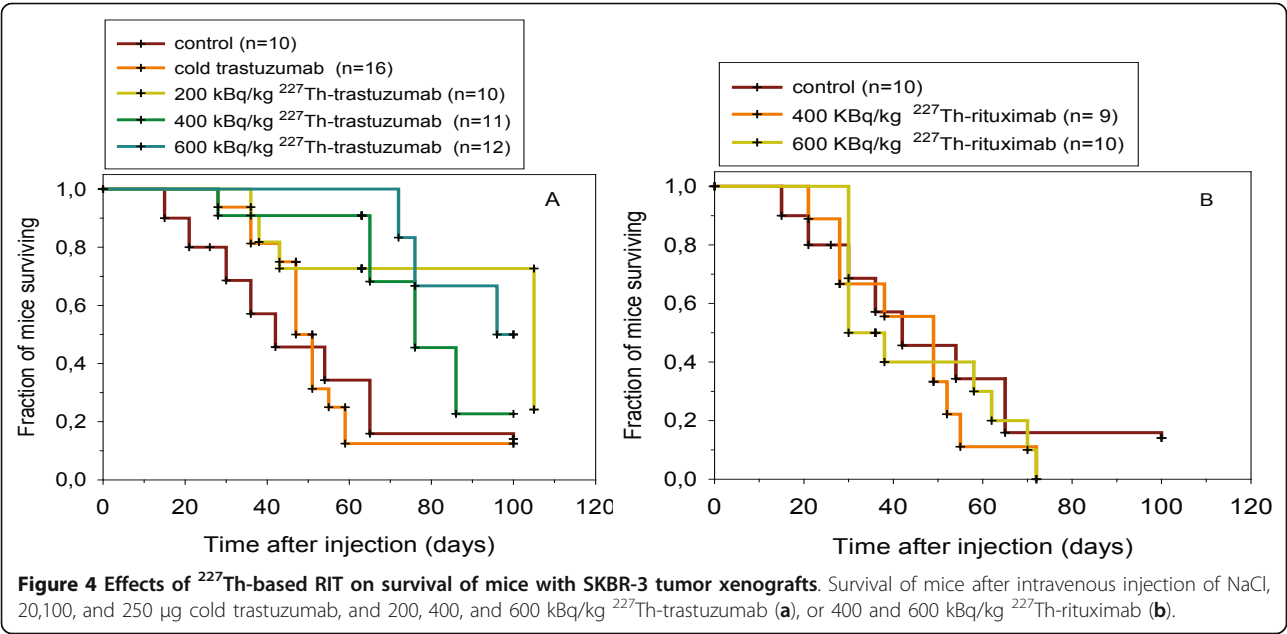 control (n=10)
cold trastuzumab (n=16)
200 kBq/kg ²²⁷Th-trastuzumab (n=10)
400 kBq/kg ²²⁷Th-trastuzumab (n=11)
600 kBq/kg ²²⁷Th-trastuzumab (n=12)
A
Fraction of mice surviving
1,0
0,8
0,6
0,4
0,2
0,0
0 20 40 60 80 100 120
Time after injection (days)
control (n=10)
400 KBq/kg ²²⁷Th-rituximab (n= 9)
600 KBq/kg ²²⁷Th-rituximab (n=10)
B
Fraction of mice surviving
1,0
0,8
0,6
0,4
0,2
0,0
0 20 40 60 80 100 120
Time after injection (days)
Figure 4 Effects of ²²⁷Th-based RIT on survival of mice with SKBR-3 tumor xenografts. Survival of mice after intravenous injection of NaCl,
20,100, and 250 μg cold trastuzumab, and 200, 400, and 600 kBq/kg ²²⁷Th-trastuzumab (a), or 400 and 600 kBq/kg ²²⁷Th-rituximab (b).